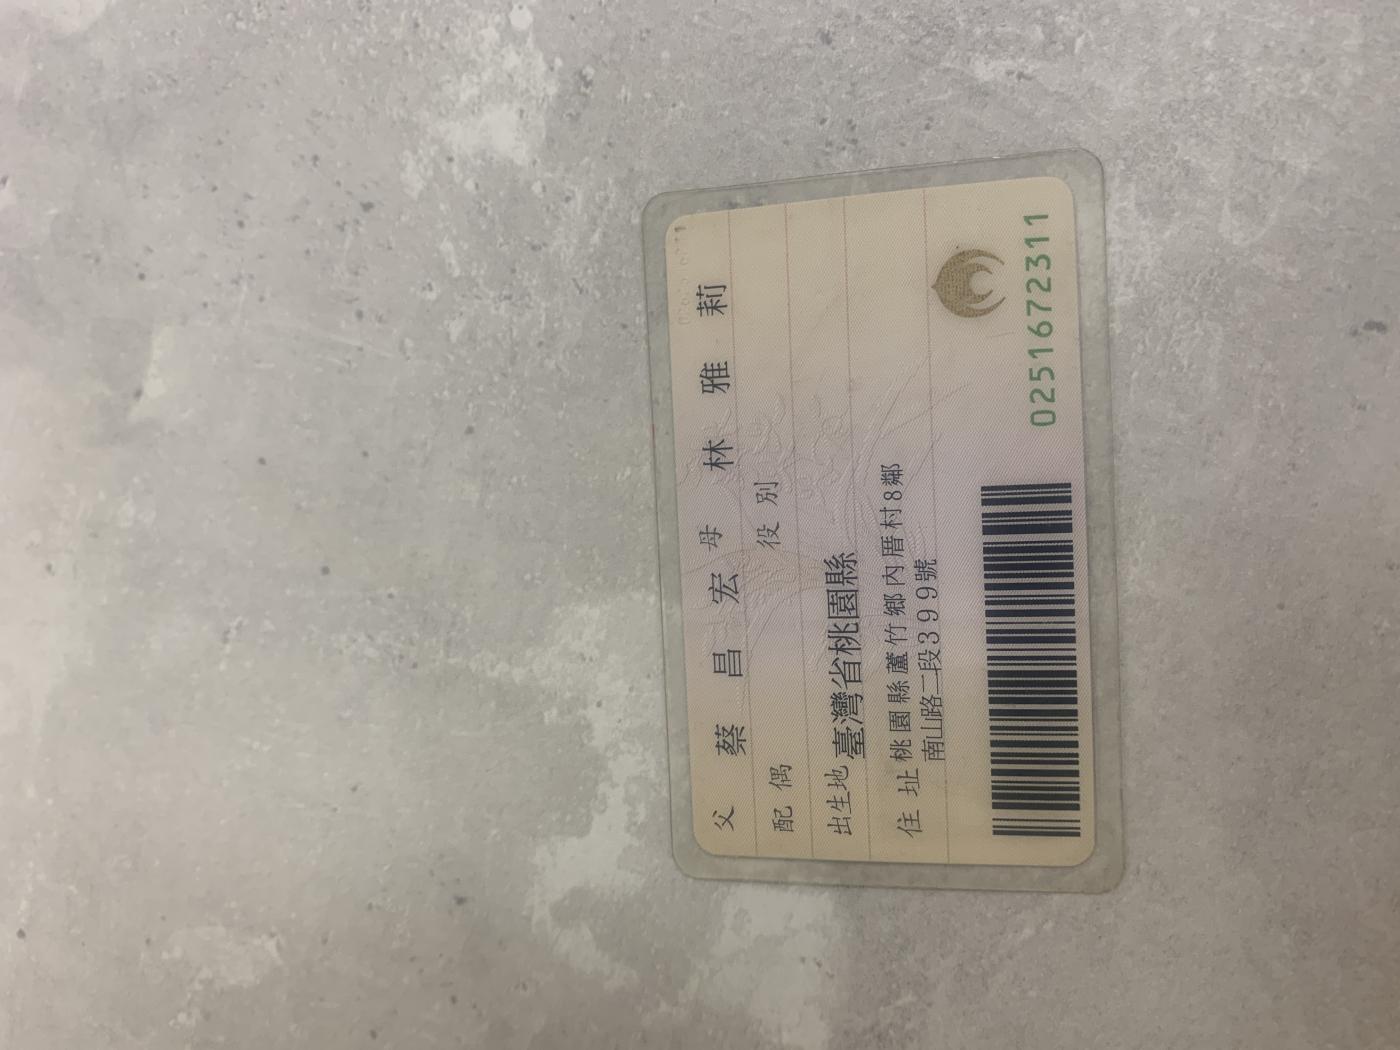 父 蔡昌宏 母 林雅莉
配偶 役別
出生地 臺灣省桃園縣
住址 桃園縣蘆竹鄉內厝村8鄰
南山路二段399號
0251672311